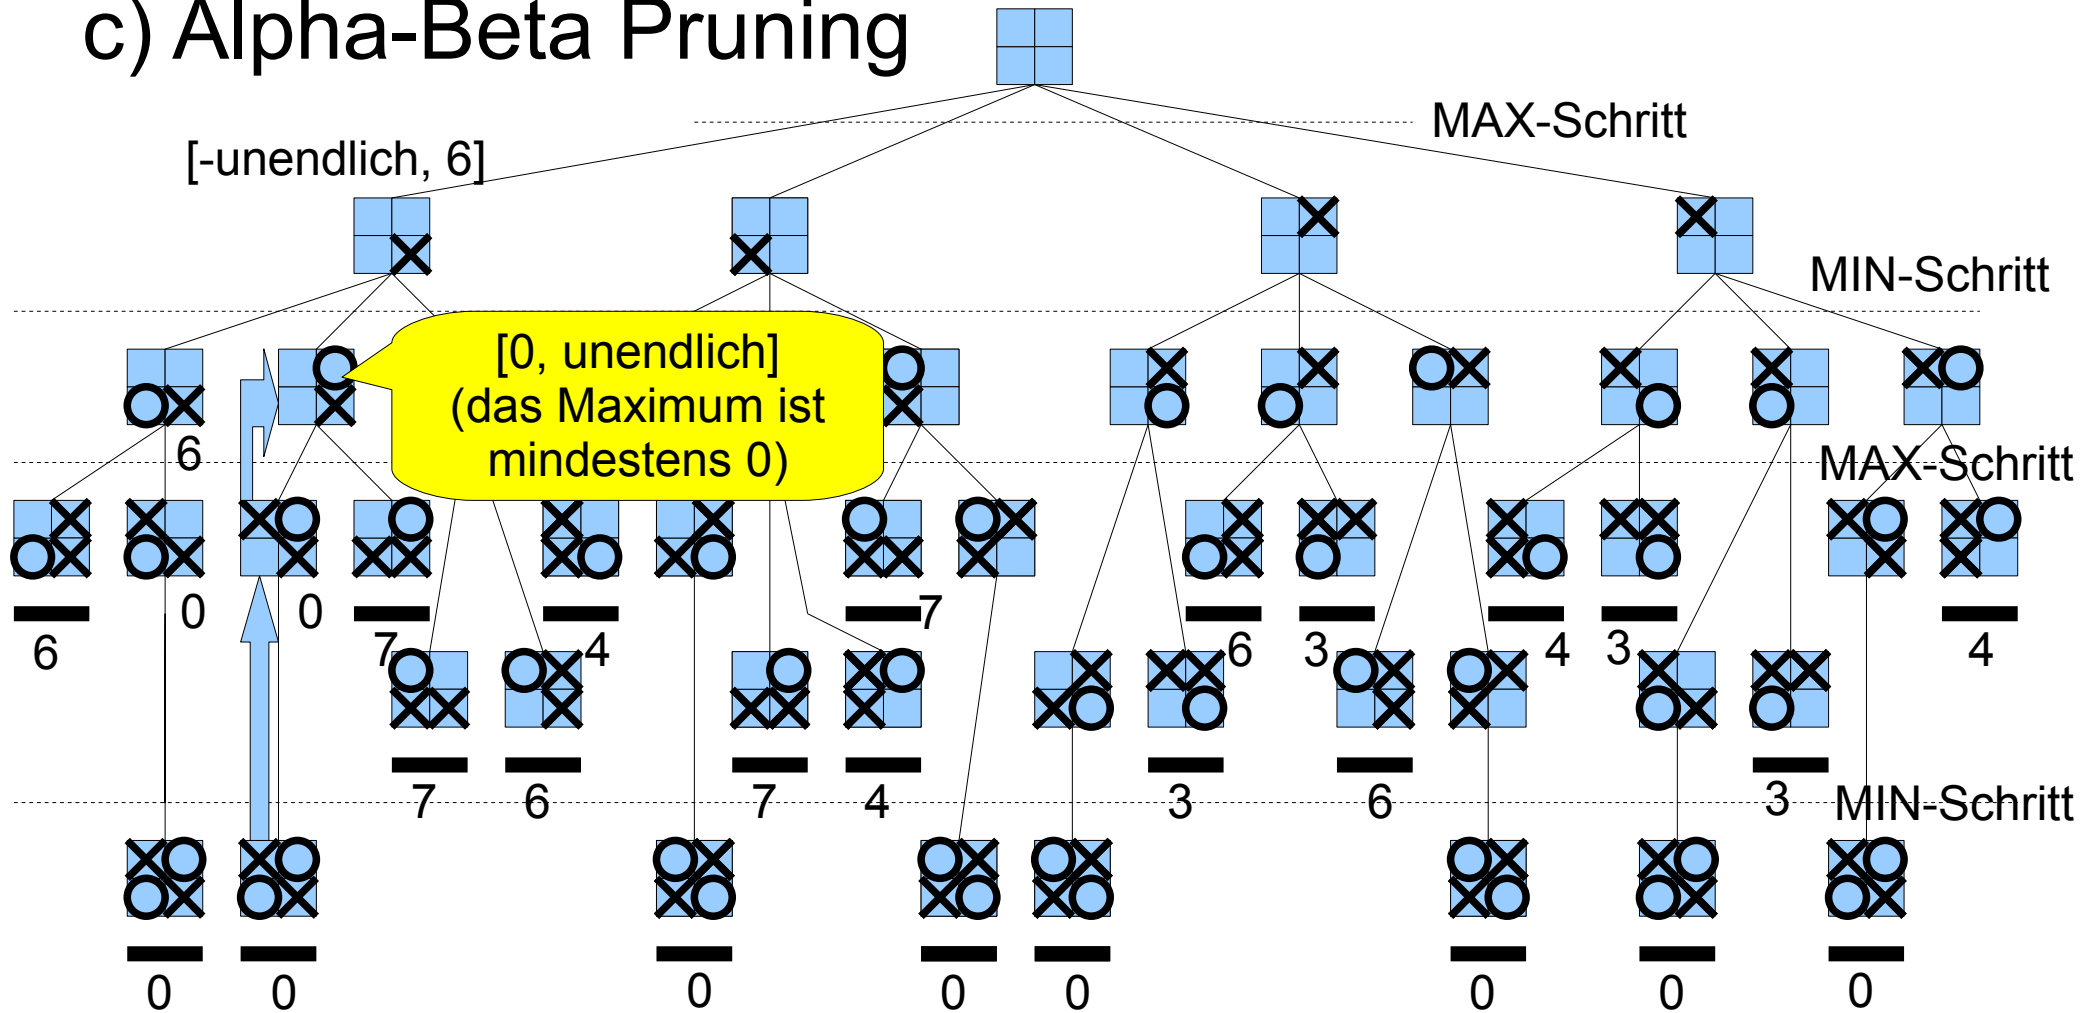 c) Alpha-Beta Pruning
MAX-Schritt
[-unendlich, 6]
MIN-Schritt
[0, unendlich]
(das Maximum ist
mindestens 0)
6
MAX-Schritt
0 0 7
6 7 4 6 3 4 3 4
7 6 7 4 3 6 3 MIN-Schritt
0 0 0 0 0 0 0 0